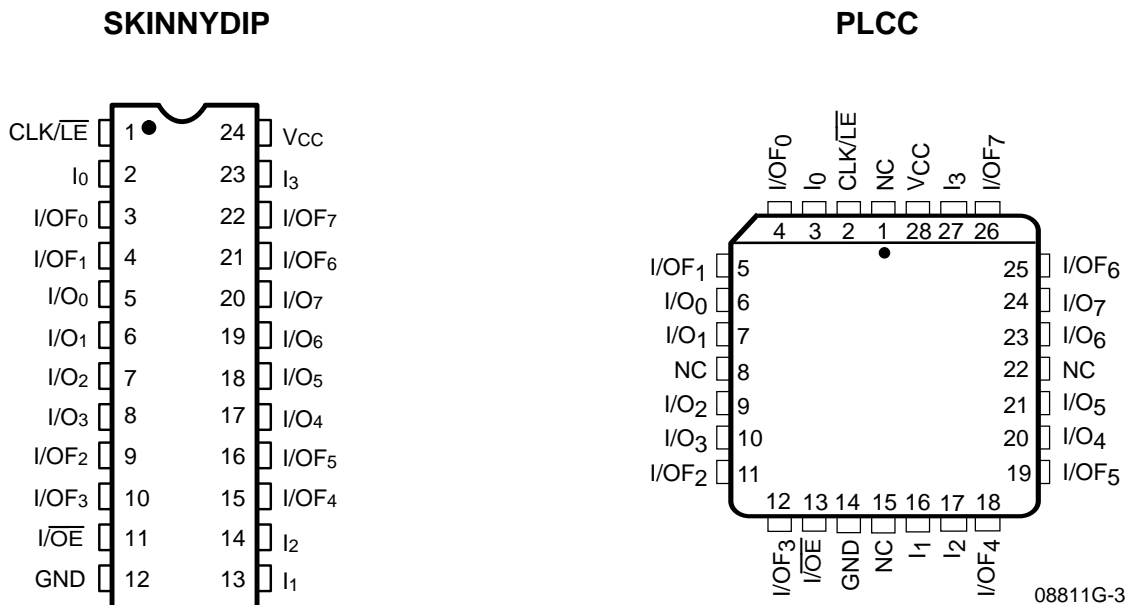 SKINNYDIP
CLK/L̅E̅ 1 24 VCC
I0 2 23 I3
I/OF0 3 22 I/OF7
I/OF1 4 21 I/OF6
I/O0 5 20 I/O7
I/O1 6 19 I/O6
I/O2 7 18 I/O5
I/O3 8 17 I/O4
I/OF2 9 16 I/OF5
I/OF3 10 15 I/OF4
I/O̅E̅ 11 14 I2
GND 12 13 I1
PLCC
I/OF0 I0 CLK/L̅E̅ NC VCC I3 I/OF7
4 3 2 1 28 27 26
I/OF1 5 25 I/OF6
I/O0 6 24 I/O7
I/O1 7 23 I/O6
NC 8 22 NC
I/O2 9 21 I/O5
I/O3 10 20 I/O4
I/OF2 11 19 I/OF5
12 13 14 15 16 17 18
I/OF3 I̅/̅O̅E̅ GND NC I1 I2 I/OF4
08811G-3